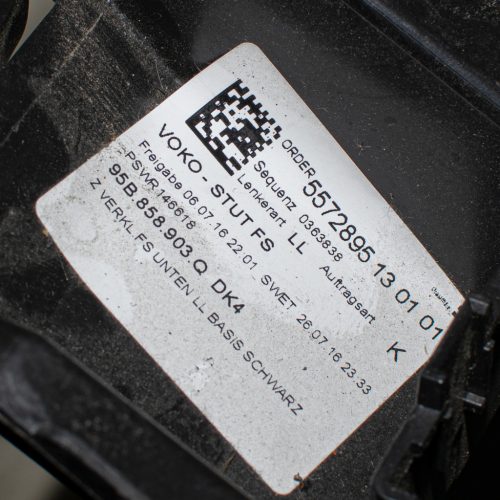 ORDER 5572895 13 01 01
Sequenz 0363838 Auftragsart K
Lenkerart LL
VOKO - STUT FS
Freigabe 06.07.16 22:01 SWET 26.07.16 23:33
PSWR146618
95B.858.903.Q DK4
Z VERKL FS UNTEN LL BASIS SCHWARZ